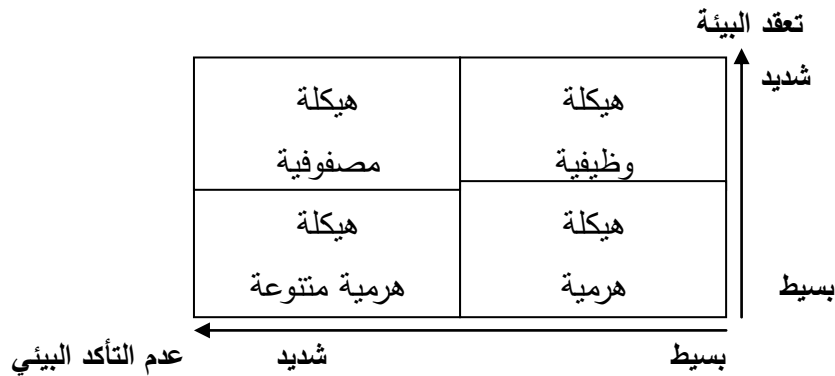 تعقد البيئة
شديد
هيكلة
وظيفية
هيكلة
مصفوفية
هيكلة
هرمية
هيكلة
هرمية متنوعة
بسيط
بسيط
شديد
عدم التأكد البيئي